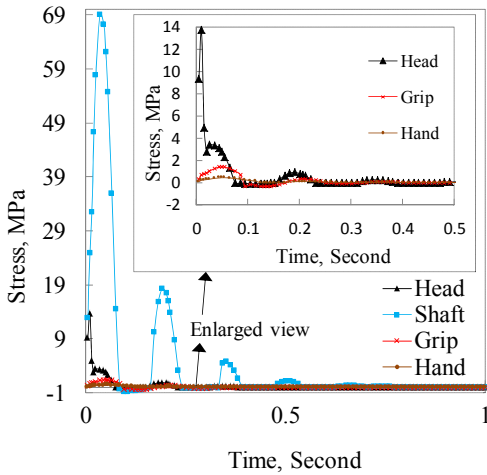 69
59
49
39
29
19
9
-1
Stress, MPa
14
12
10
8
6
4
2
0
-2
Stress, MPa
Head
Grip
Hand
0 0.1 0.2 0.3 0.4 0.5
Time, Second
Enlarged view
Head
Shaft
Grip
Hand
0 0.5 1
Time, Second